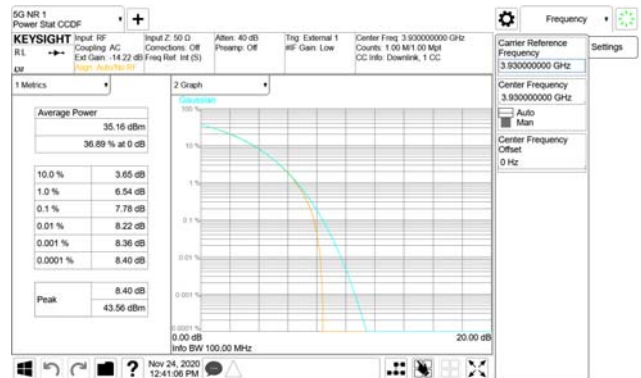 5G NR 1
Power Stat CCDF
Frequency
KEYSIGHT
RL
Input: RF
Coupling: AC
Ext Gain: -14.22 dB
Align: Auto/No RF
Input Z: 50 Ω
Corrections: Off
Freq Ref: Int (S)
Atten: 40 dB
Preamp: Off
Trig: External 1
#IF Gain: Low
Center Freq: 3.930000000 GHz
Counts: 1.00 M/1.00 Mpt
CC Info: Downlink, 1 CC
Carrier Reference
Frequency
3.930000000 GHz
Settings
Center Frequency
3.930000000 GHz
Auto
Man
Center Frequency
Offset
0 Hz
1 Metrics
2 Graph
Average Power
35.16 dBm
36.89 % at 0 dB
10.0 % 3.65 dB
1.0 % 6.54 dB
0.1 % 7.78 dB
0.01 % 8.22 dB
0.001 % 8.36 dB
0.0001 % 8.40 dB
Peak
8.40 dB
43.56 dBm
Gaussian
100 %
10 %
1 %
0.1 %
0.01 %
0.001 %
0.0001 %
0.00 dB
20.00 dB
Info BW 100.00 MHz
Nov 24, 2020
12:41:06 PM